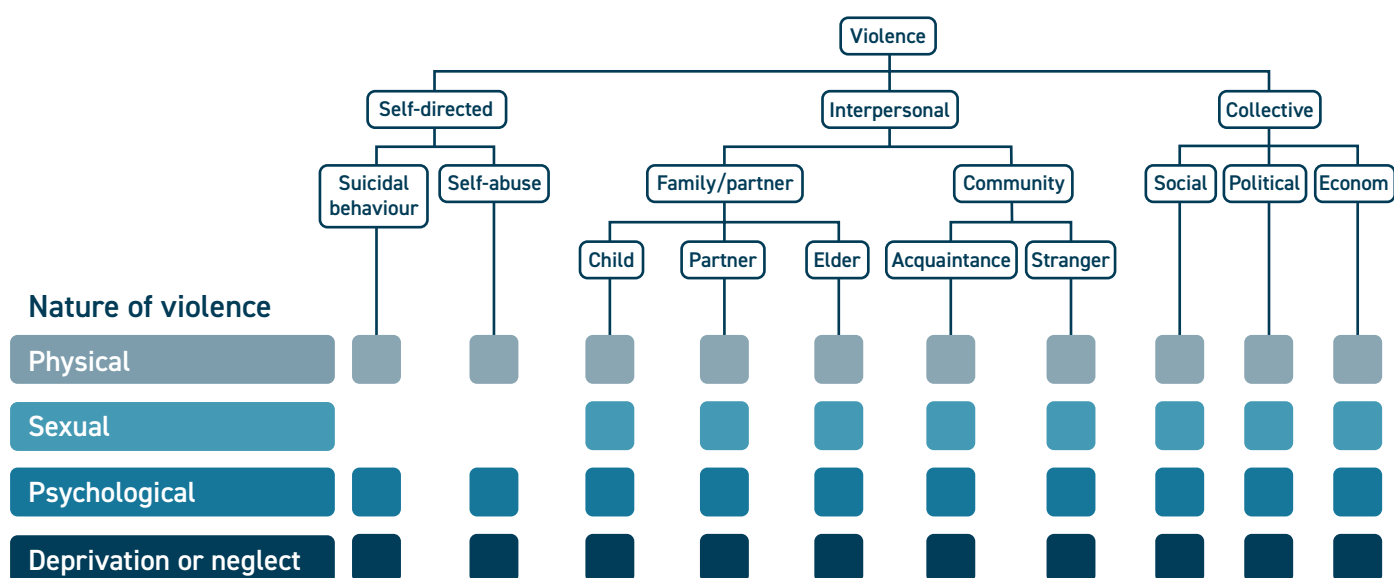 Violence
Self-directed
Interpersonal
Collective
Suicidal
behaviour
Self-abuse
Family/partner
Community
Social
Political
Econom
Child
Partner
Elder
Acquaintance
Stranger
Nature of violence
Physical
Sexual
Psychological
Deprivation or neglect